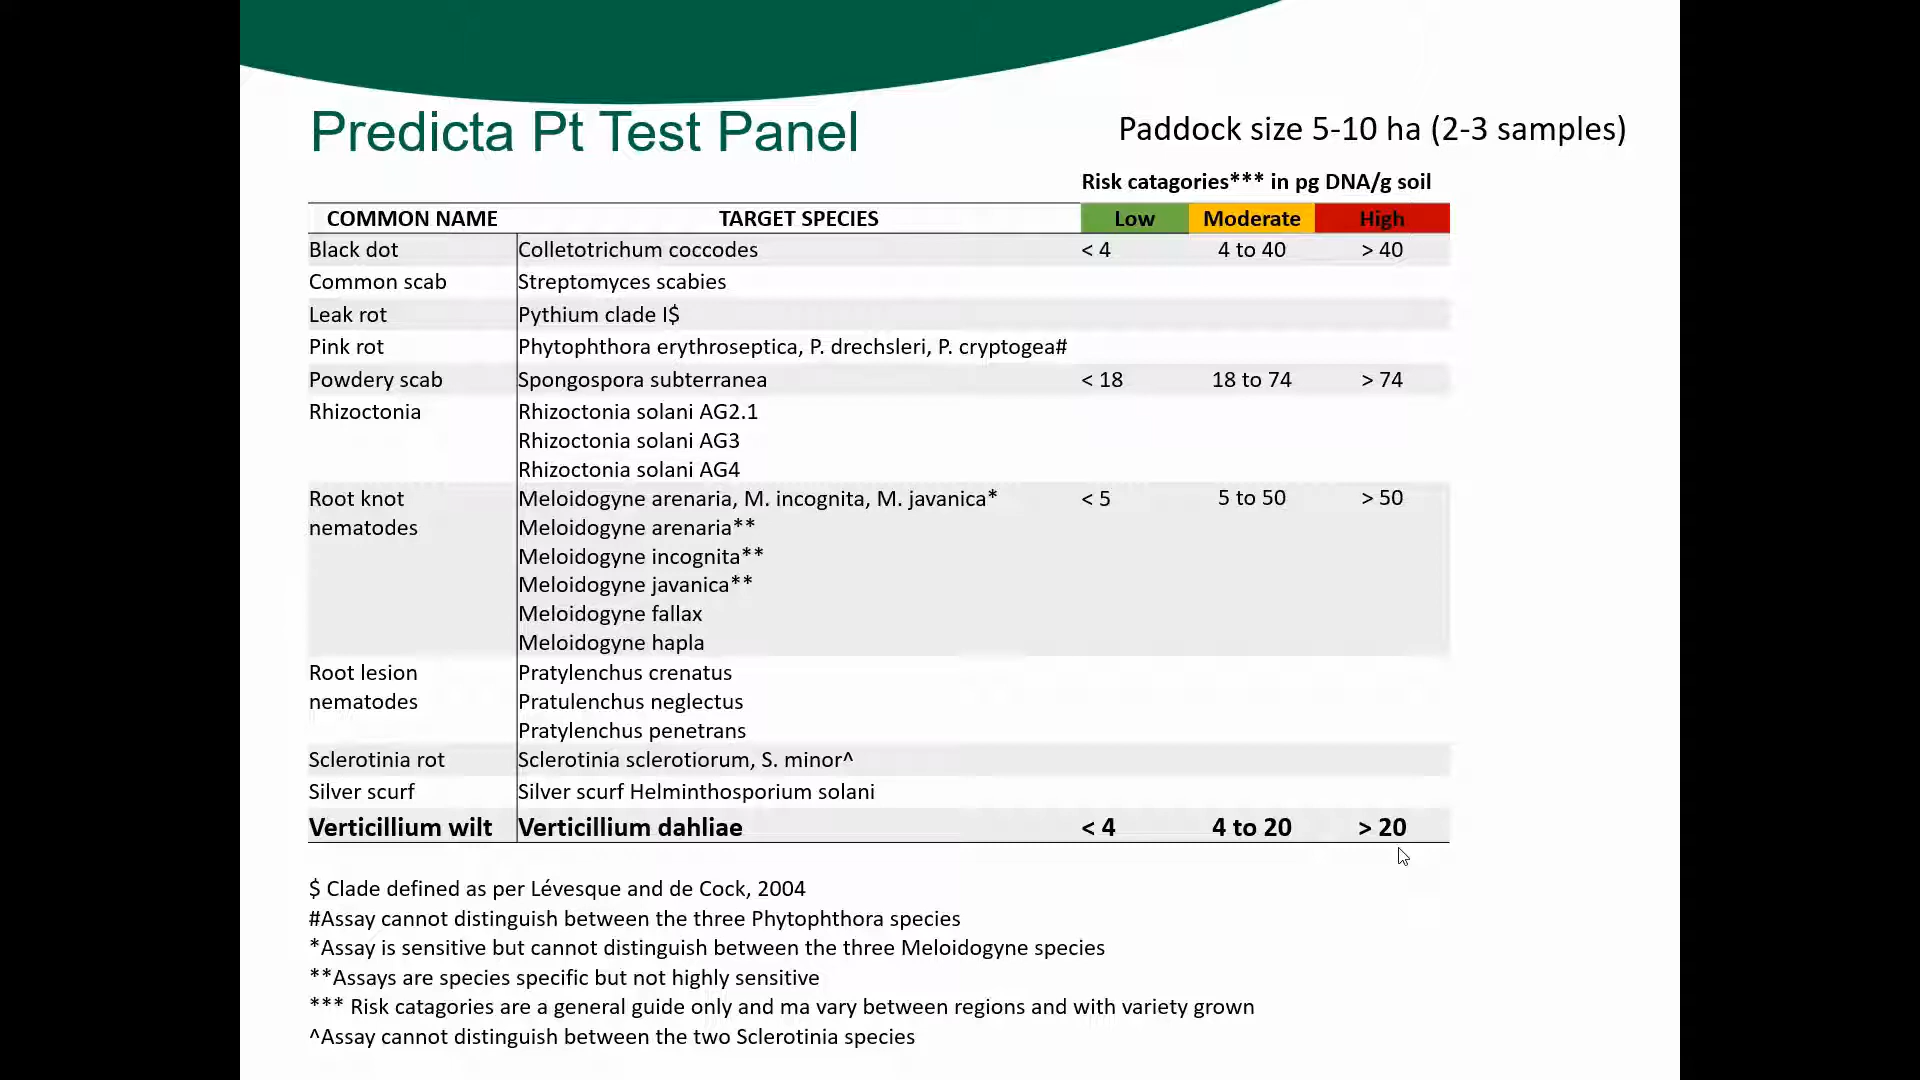 Predicta Pt Test Panel
Paddock size 5-10 ha (2-3 samples)
Risk catagories*** in pg DNA/g soil
COMMON NAME TARGET SPECIES Low Moderate High
Black dot Colletotrichum coccodes < 4 4 to 40 > 40
Common scab Streptomyces scabies
Leak rot Pythium clade I$
Pink rot Phytophthora erythroseptica, P. drechsleri, P. cryptogea#
Powdery scab Spongospora subterranea < 18 18 to 74 > 74
Rhizoctonia Rhizoctonia solani AG2.1
Rhizoctonia solani AG3
Rhizoctonia solani AG4
Root knot Meloidogyne arenaria, M. incognita, M. javanica* < 5 5 to 50 > 50
nematodes Meloidogyne arenaria**
Meloidogyne incognita**
Meloidogyne javanica**
Meloidogyne fallax
Meloidogyne hapla
Root lesion Pratylenchus crenatus
nematodes Pratulenchus neglectus
Pratylenchus penetrans
Sclerotinia rot Sclerotinia sclerotiorum, S. minor^
Silver scurf Silver scurf Helminthosporium solani
Verticillium wilt Verticillium dahliae < 4 4 to 20 > 20
$ Clade defined as per Lévesque and de Cock, 2004
#Assay cannot distinguish between the three Phytophthora species
*Assay is sensitive but cannot distinguish between the three Meloidogyne species
**Assays are species specific but not highly sensitive
*** Risk catagories are a general guide only and ma vary between regions and with variety grown
^Assay cannot distinguish between the two Sclerotinia species